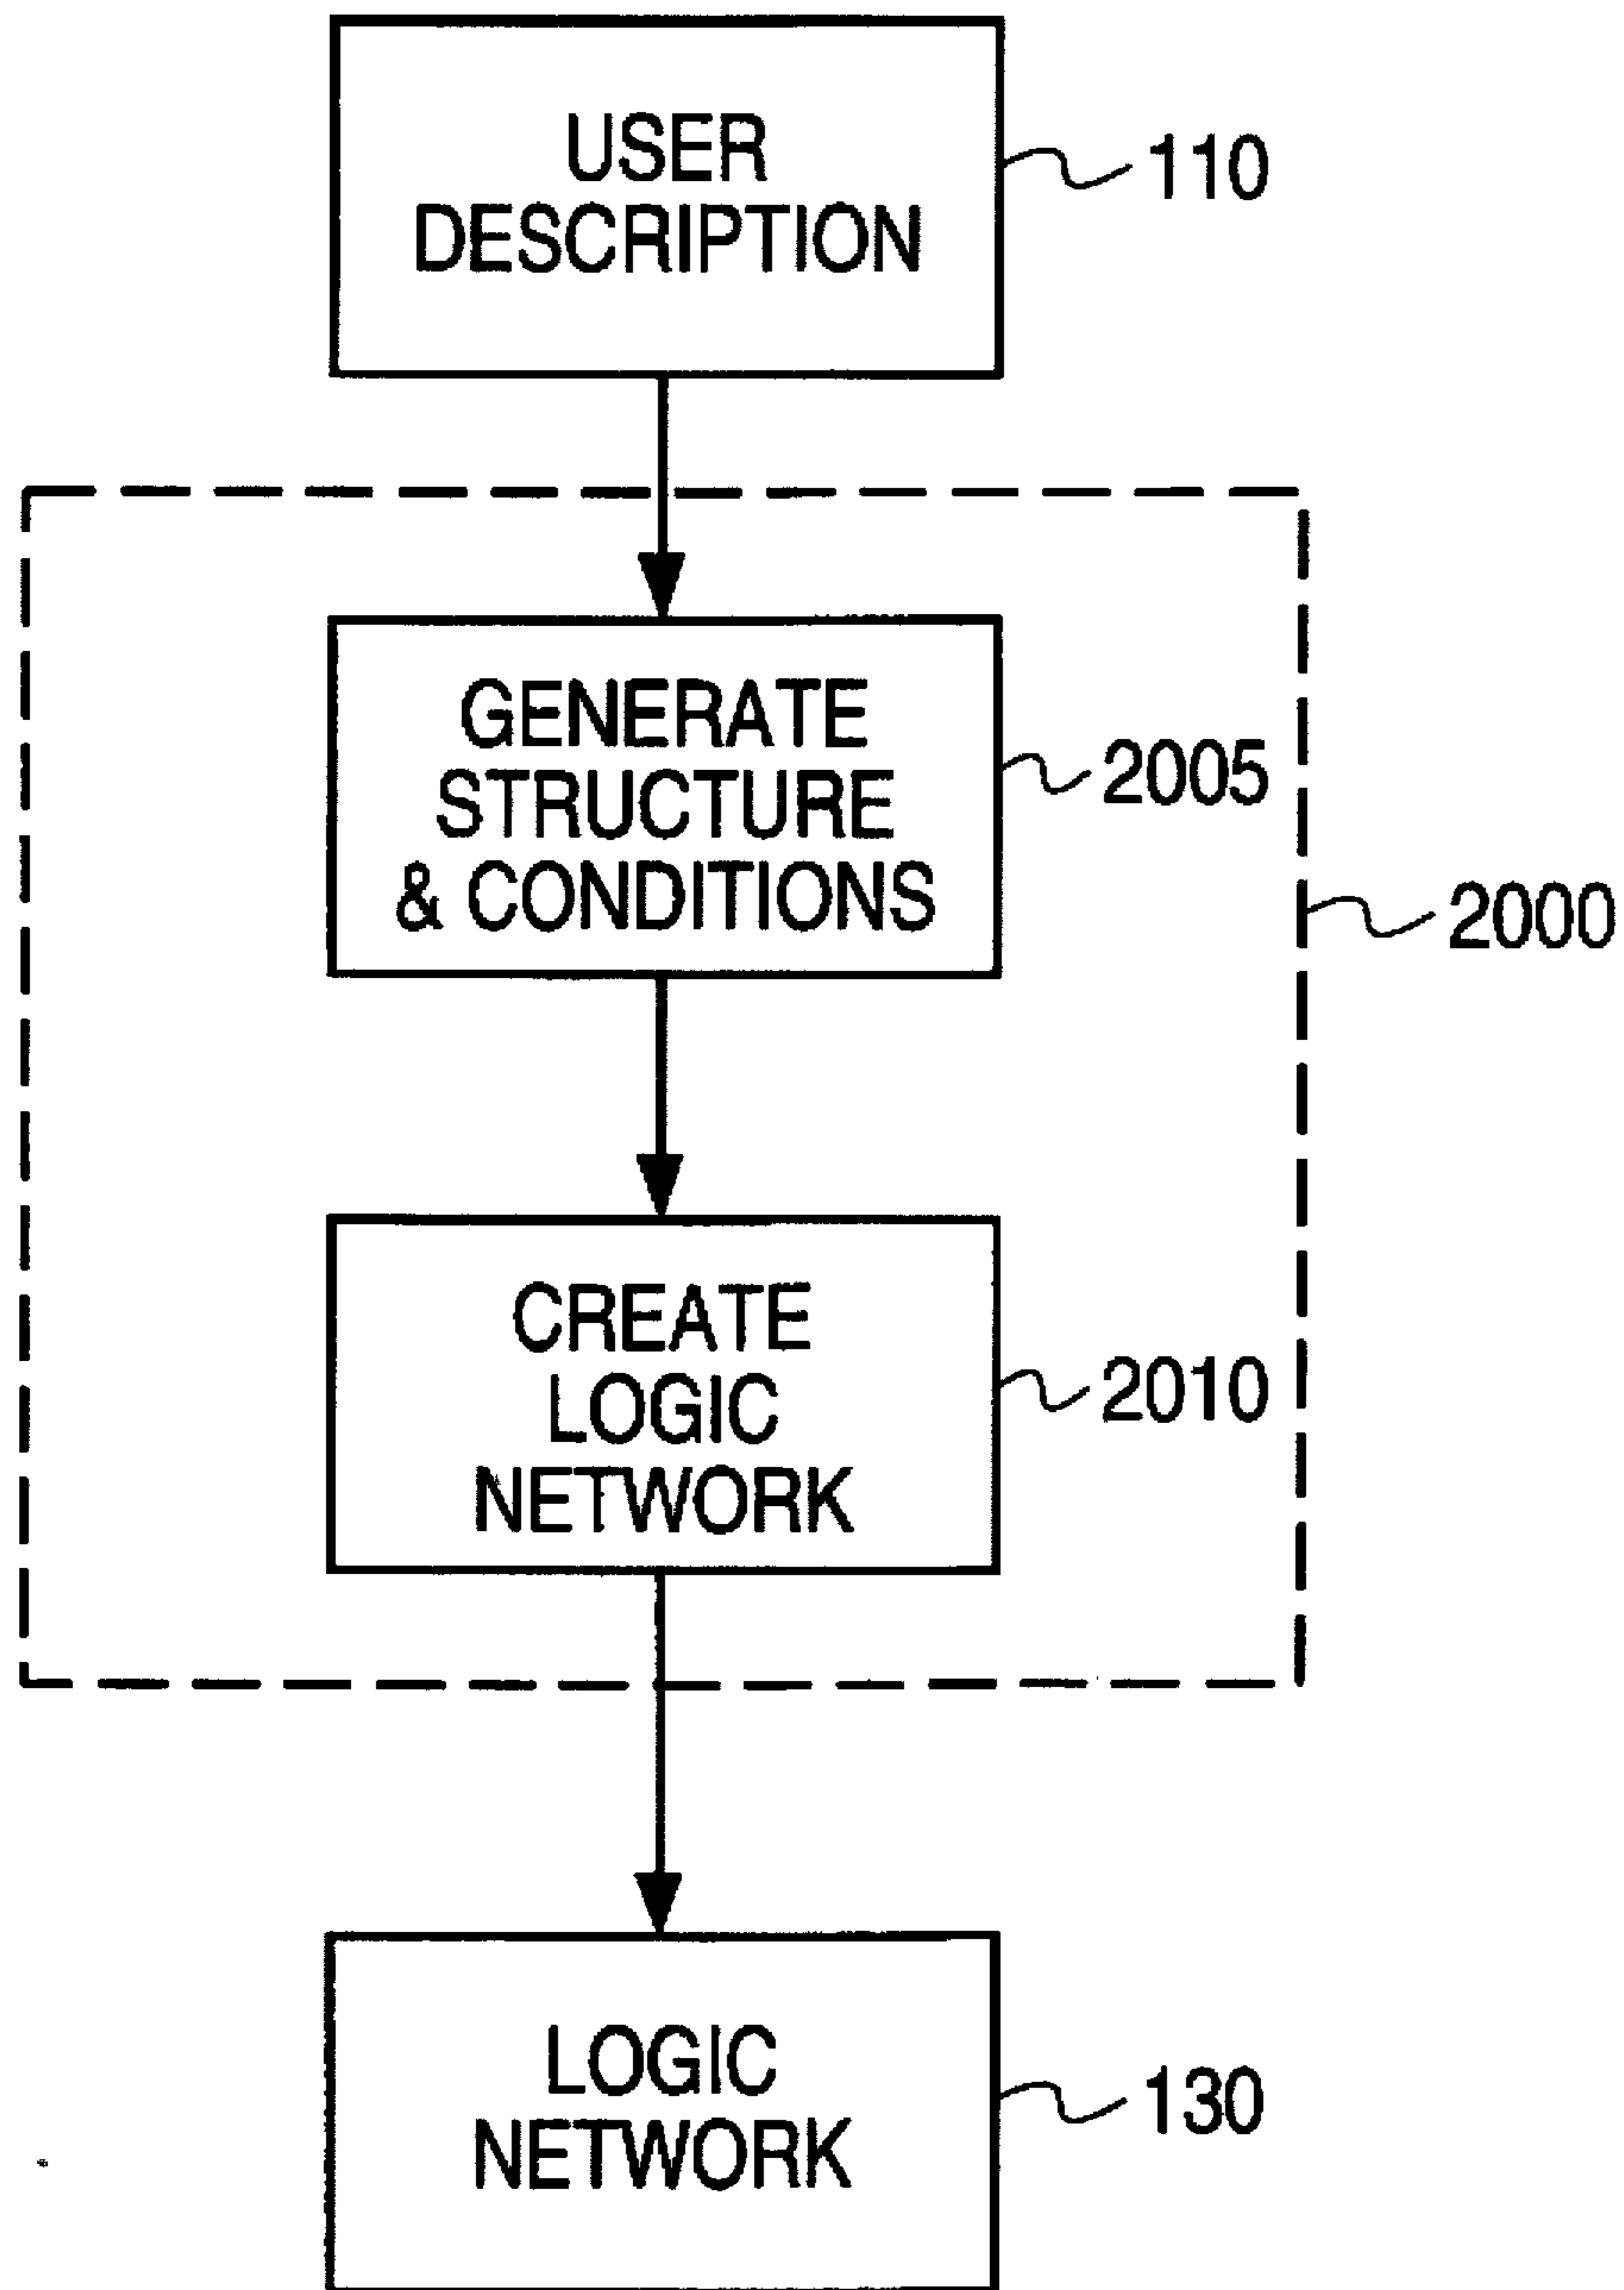 USER
DESCRIPTION
110
GENERATE
STRUCTURE
& CONDITIONS
2005
2000
CREATE
LOGIC
NETWORK
2010
LOGIC
NETWORK
130